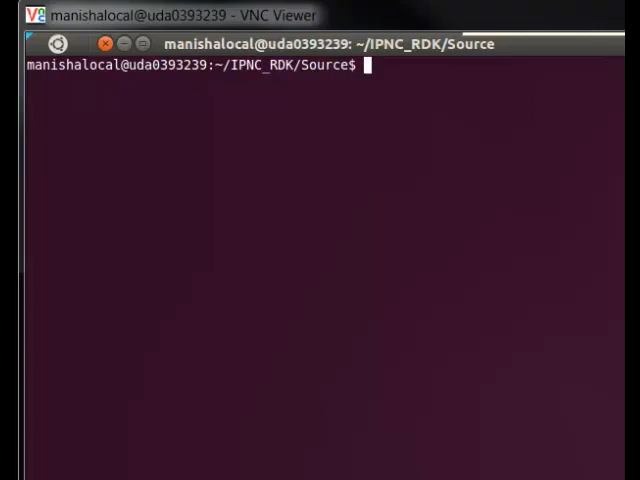 manishalocal@uda0393239 - VNC Viewer
manishalocal@uda0393239: ~/IPNC_RDK/Source
manishalocal@uda0393239:~/IPNC_RDK/Source$